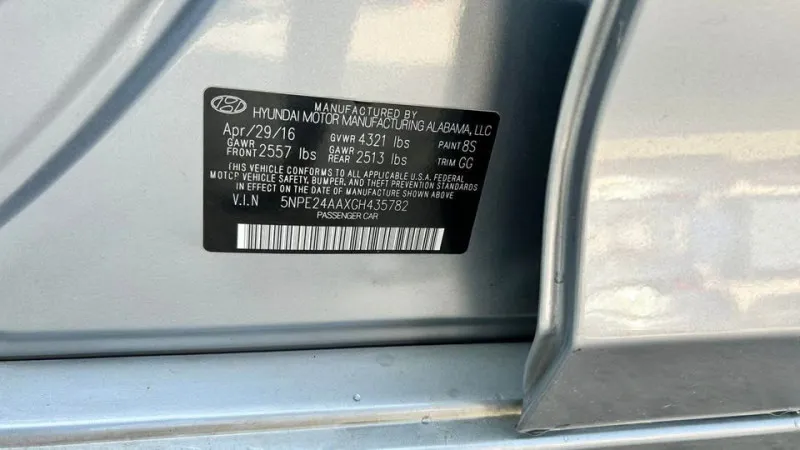 MANUFACTURED BY
HYUNDAI MOTOR MANUFACTURING ALABAMA, LLC
Apr/29/16 GVWR 4321 lbs PAINT 8S
GAWR FRONT 2557 lbs GAWR REAR 2513 lbs TRIM GG
THIS VEHICLE CONFORMS TO ALL APPLICABLE U.S.A. FEDERAL
MOTOR VEHICLE SAFETY, BUMPER, AND THEFT PREVENTION STANDARDS
IN EFFECT ON THE DATE OF MANUFACTURE SHOWN ABOVE
V.I.N 5NPE24AAXGH435782
PASSENGER CAR